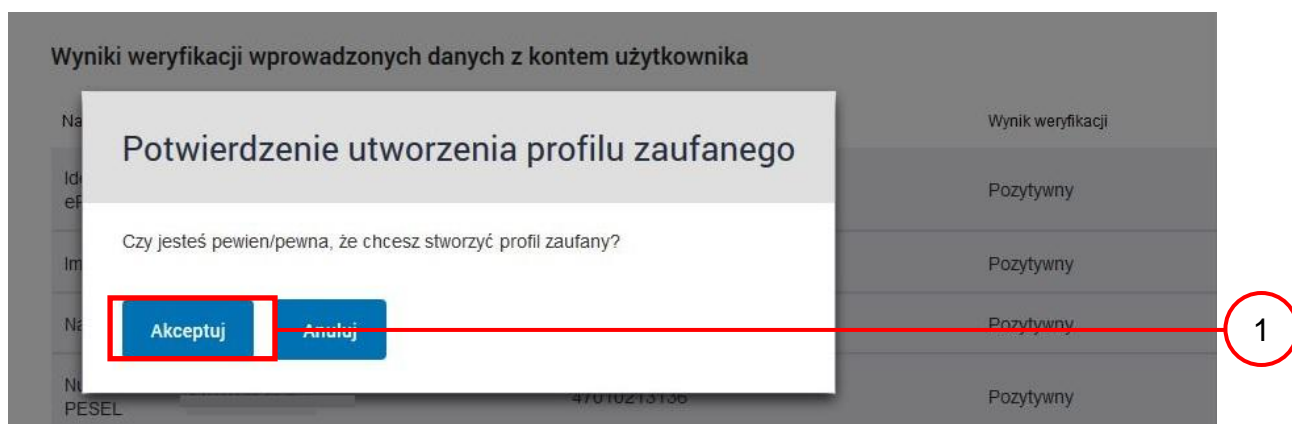 Wyniki weryfikacji wprowadzonych danych z kontem użytkownika
Wynik weryfikacji
Potwierdzenie utworzenia profilu zaufanego
Pozytywny
Czy jesteś pewien/pewna, że chcesz stworzyć profil zaufany?
Pozytywny
Akceptuj Anuluj
Pozytywny
1
PESEL
47010213136
Pozytywny